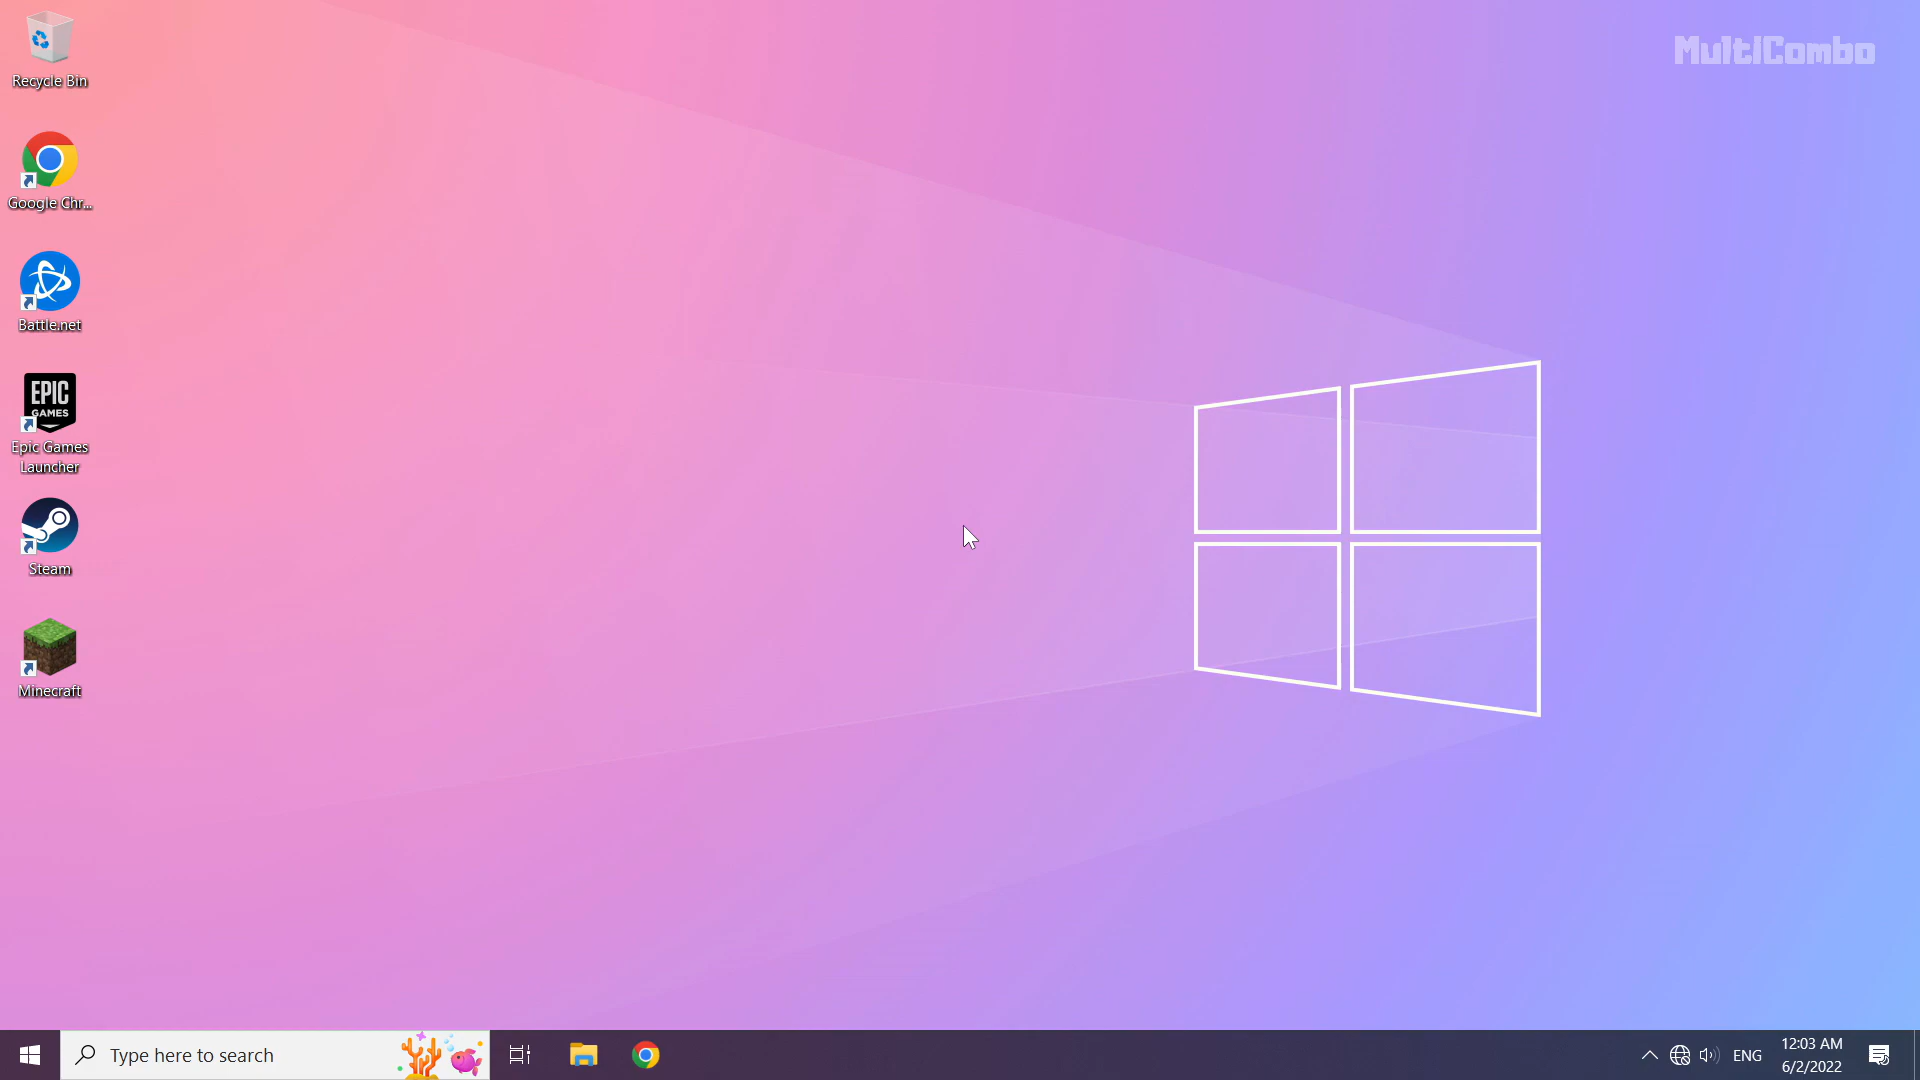 MultiCombo
Recycle Bin
Google Chr...
Battle.net
EPIC
GAMES
Epic Games
Launcher
Steam
Minecraft
Type here to search
ENG
12:03 AM
6/2/2022